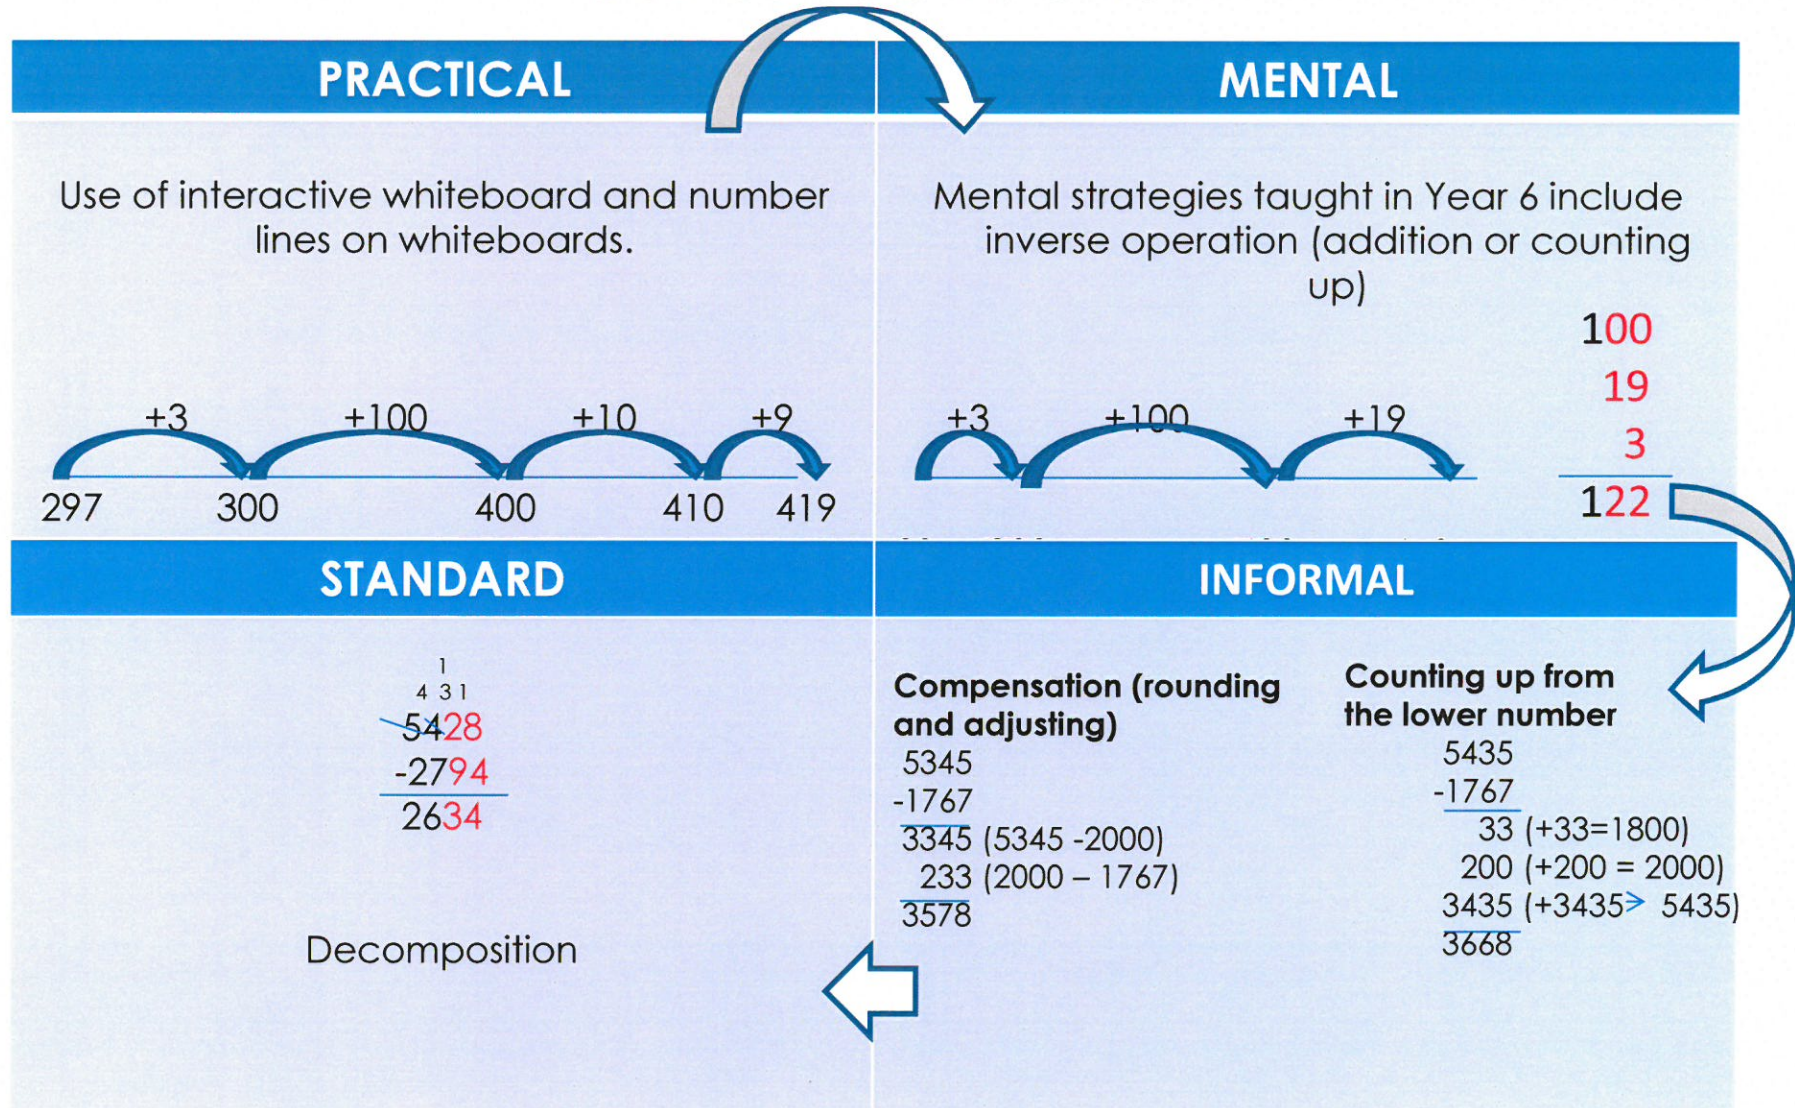 PRACTICAL
Use of interactive whiteboard and number
lines on whiteboards.
+3 +100 +10 +9
297 300 400 410 419
MENTAL
Mental strategies taught in Year 6 include
inverse operation (addition or counting
up)
100
19
3
122
+3 +100 +19
STANDARD
1
4 3 1
5428
-2794
2634
Decomposition
INFORMAL
Compensation (rounding
and adjusting)
5345
-1767
3345 (5345 -2000)
233 (2000 – 1767)
3578
Counting up from
the lower number
5435
-1767
33 (+33=1800)
200 (+200 = 2000)
3435 (+3435> 5435)
3668